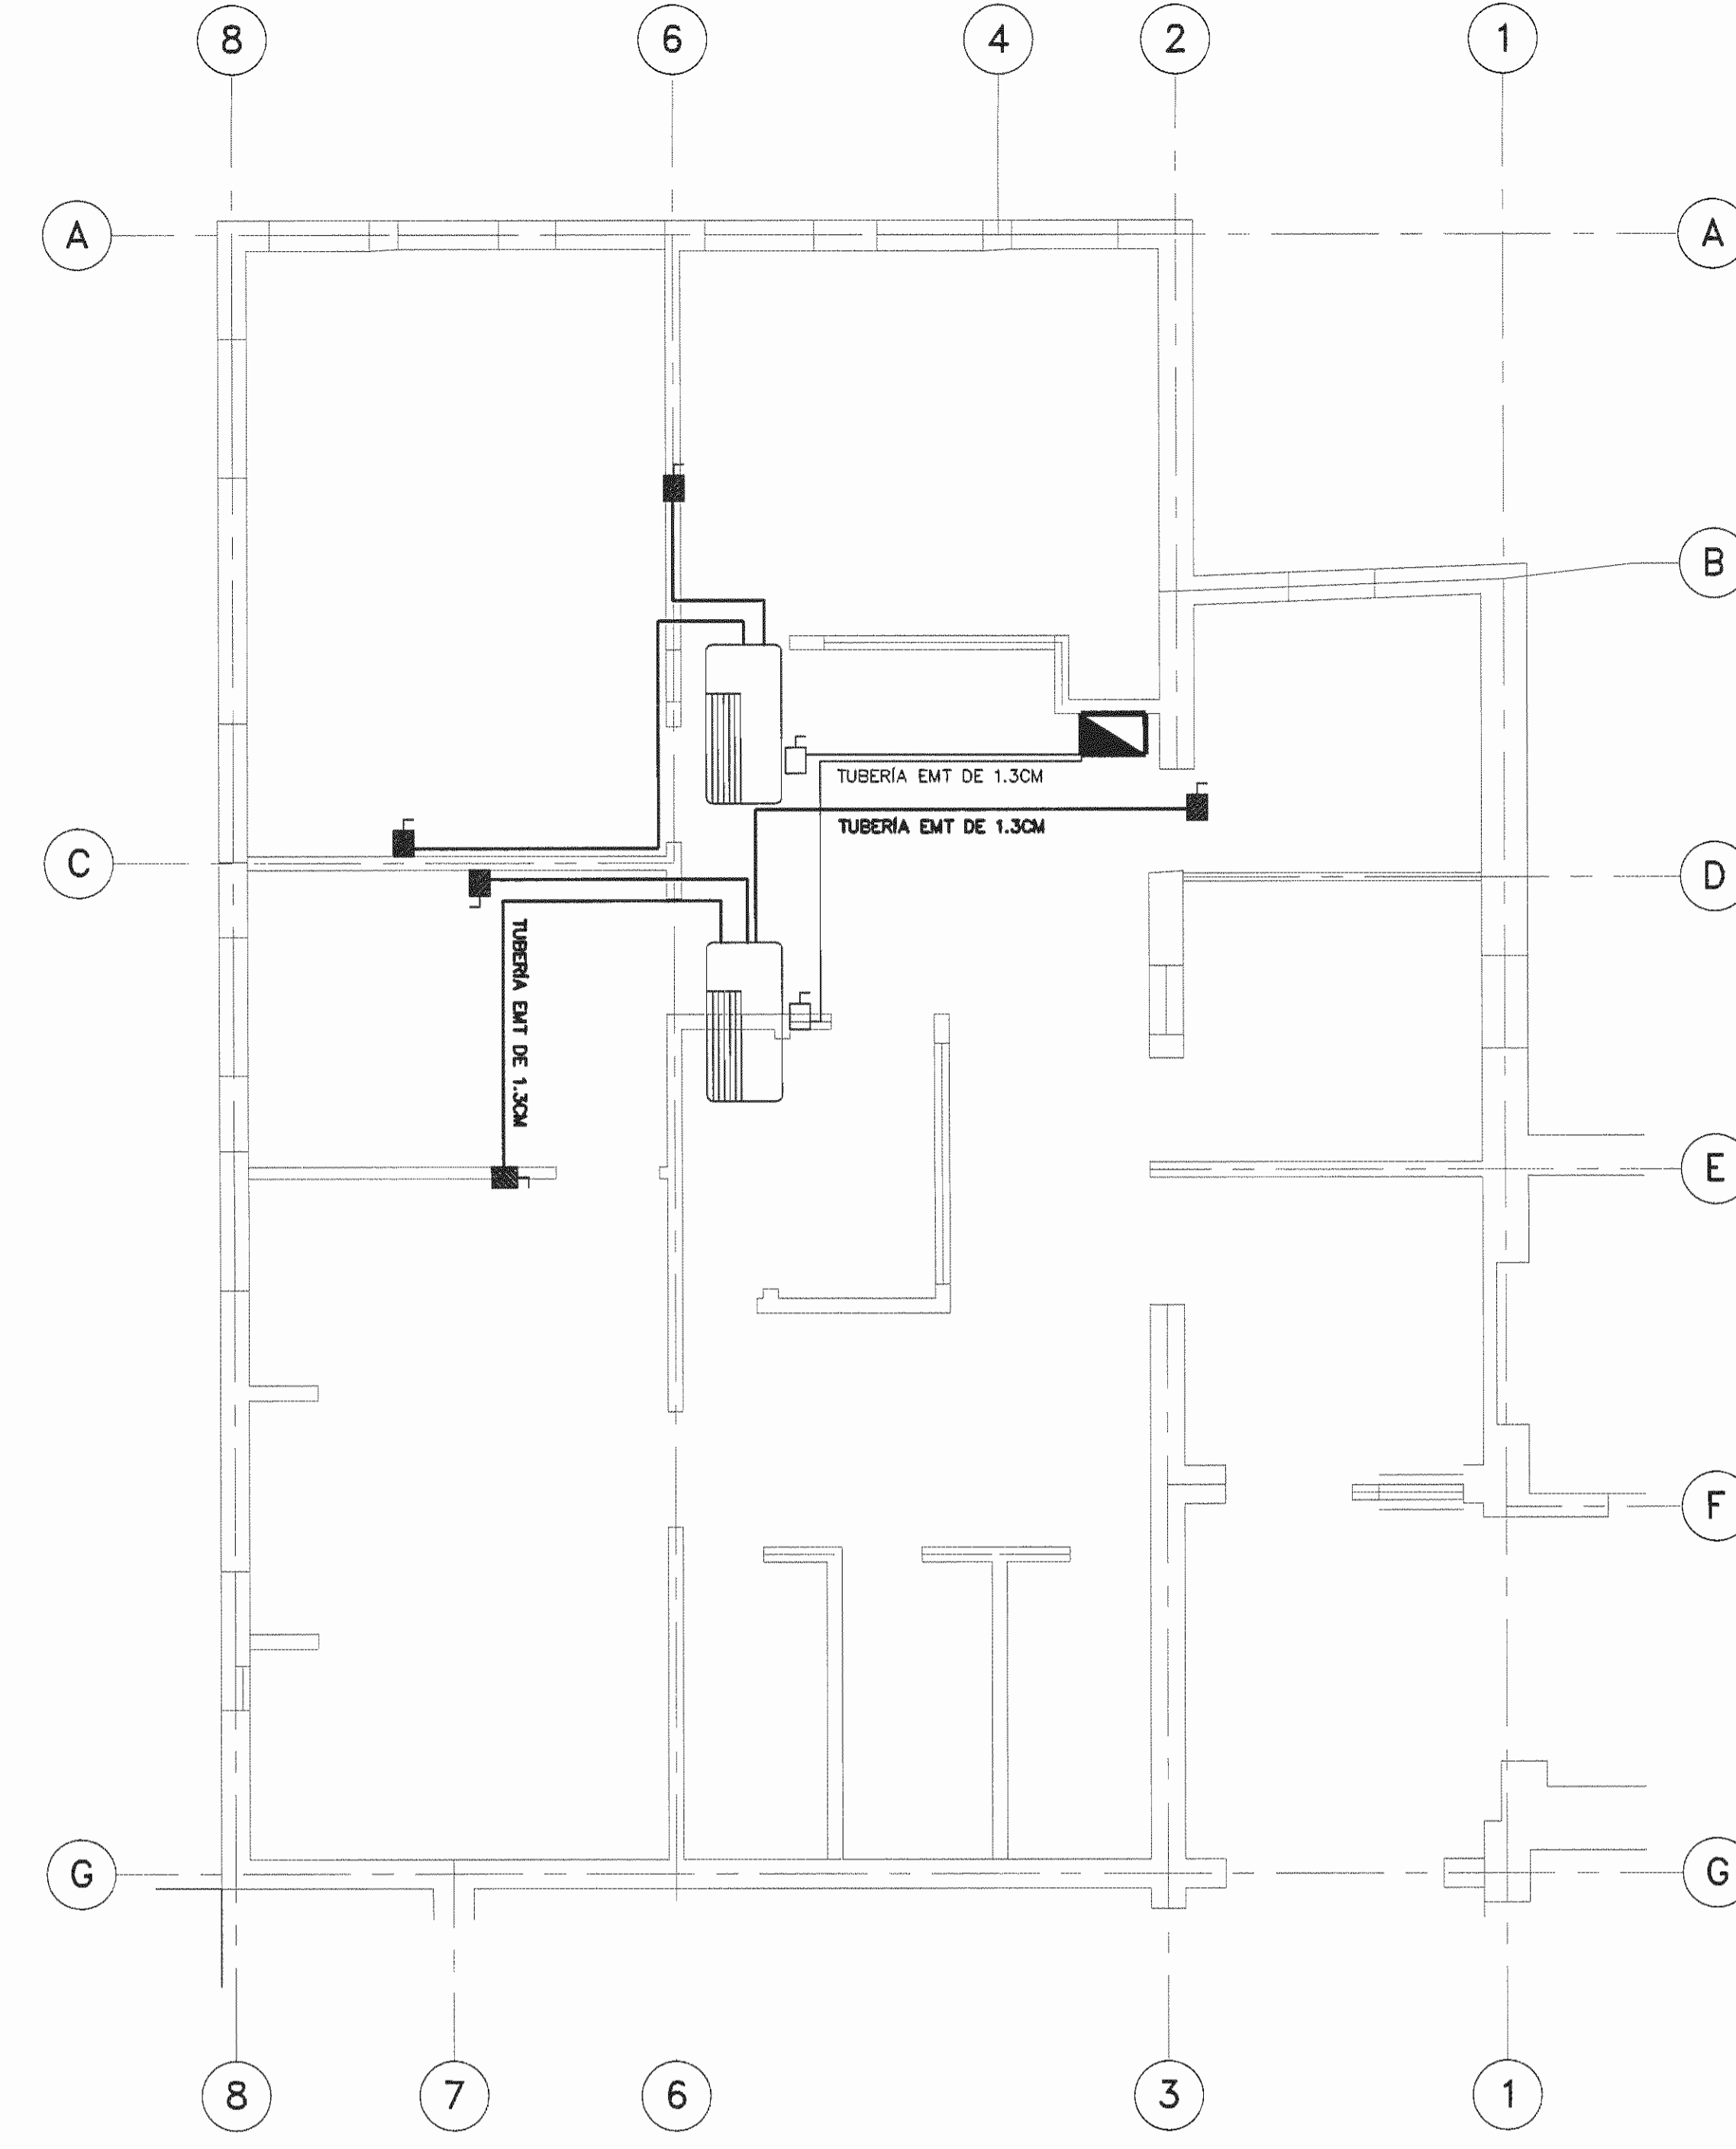 8 6 4 2 1
A A
B
TUBERÍA EMT DE 1.3CM
TUBERÍA EMT DE 1.3CM
C
D
TUBERÍA EMT DE 1.3CM
E
F
G G
8 7 6 3 1